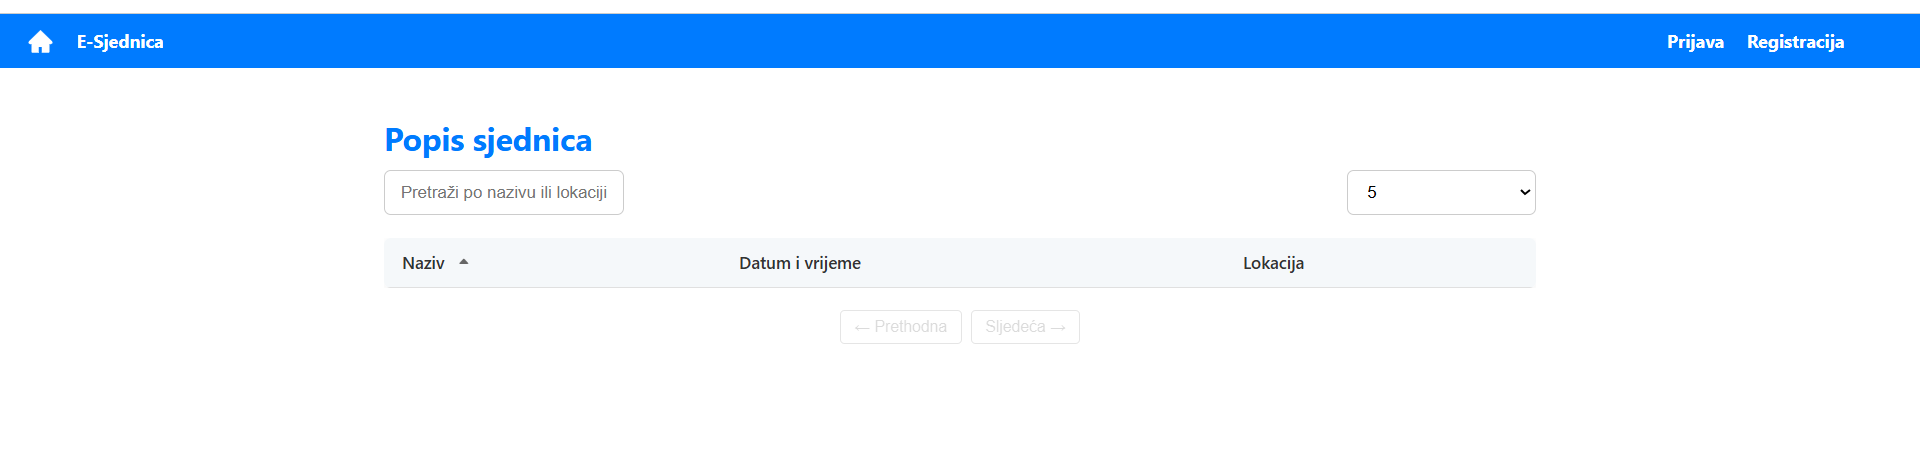 E-Sjednica Prijava Registracija
Popis sjednica
Pretraži po nazivu ili lokaciji 5
Naziv Datum i vrijeme Lokacija
← Prethodna Sljedeća →